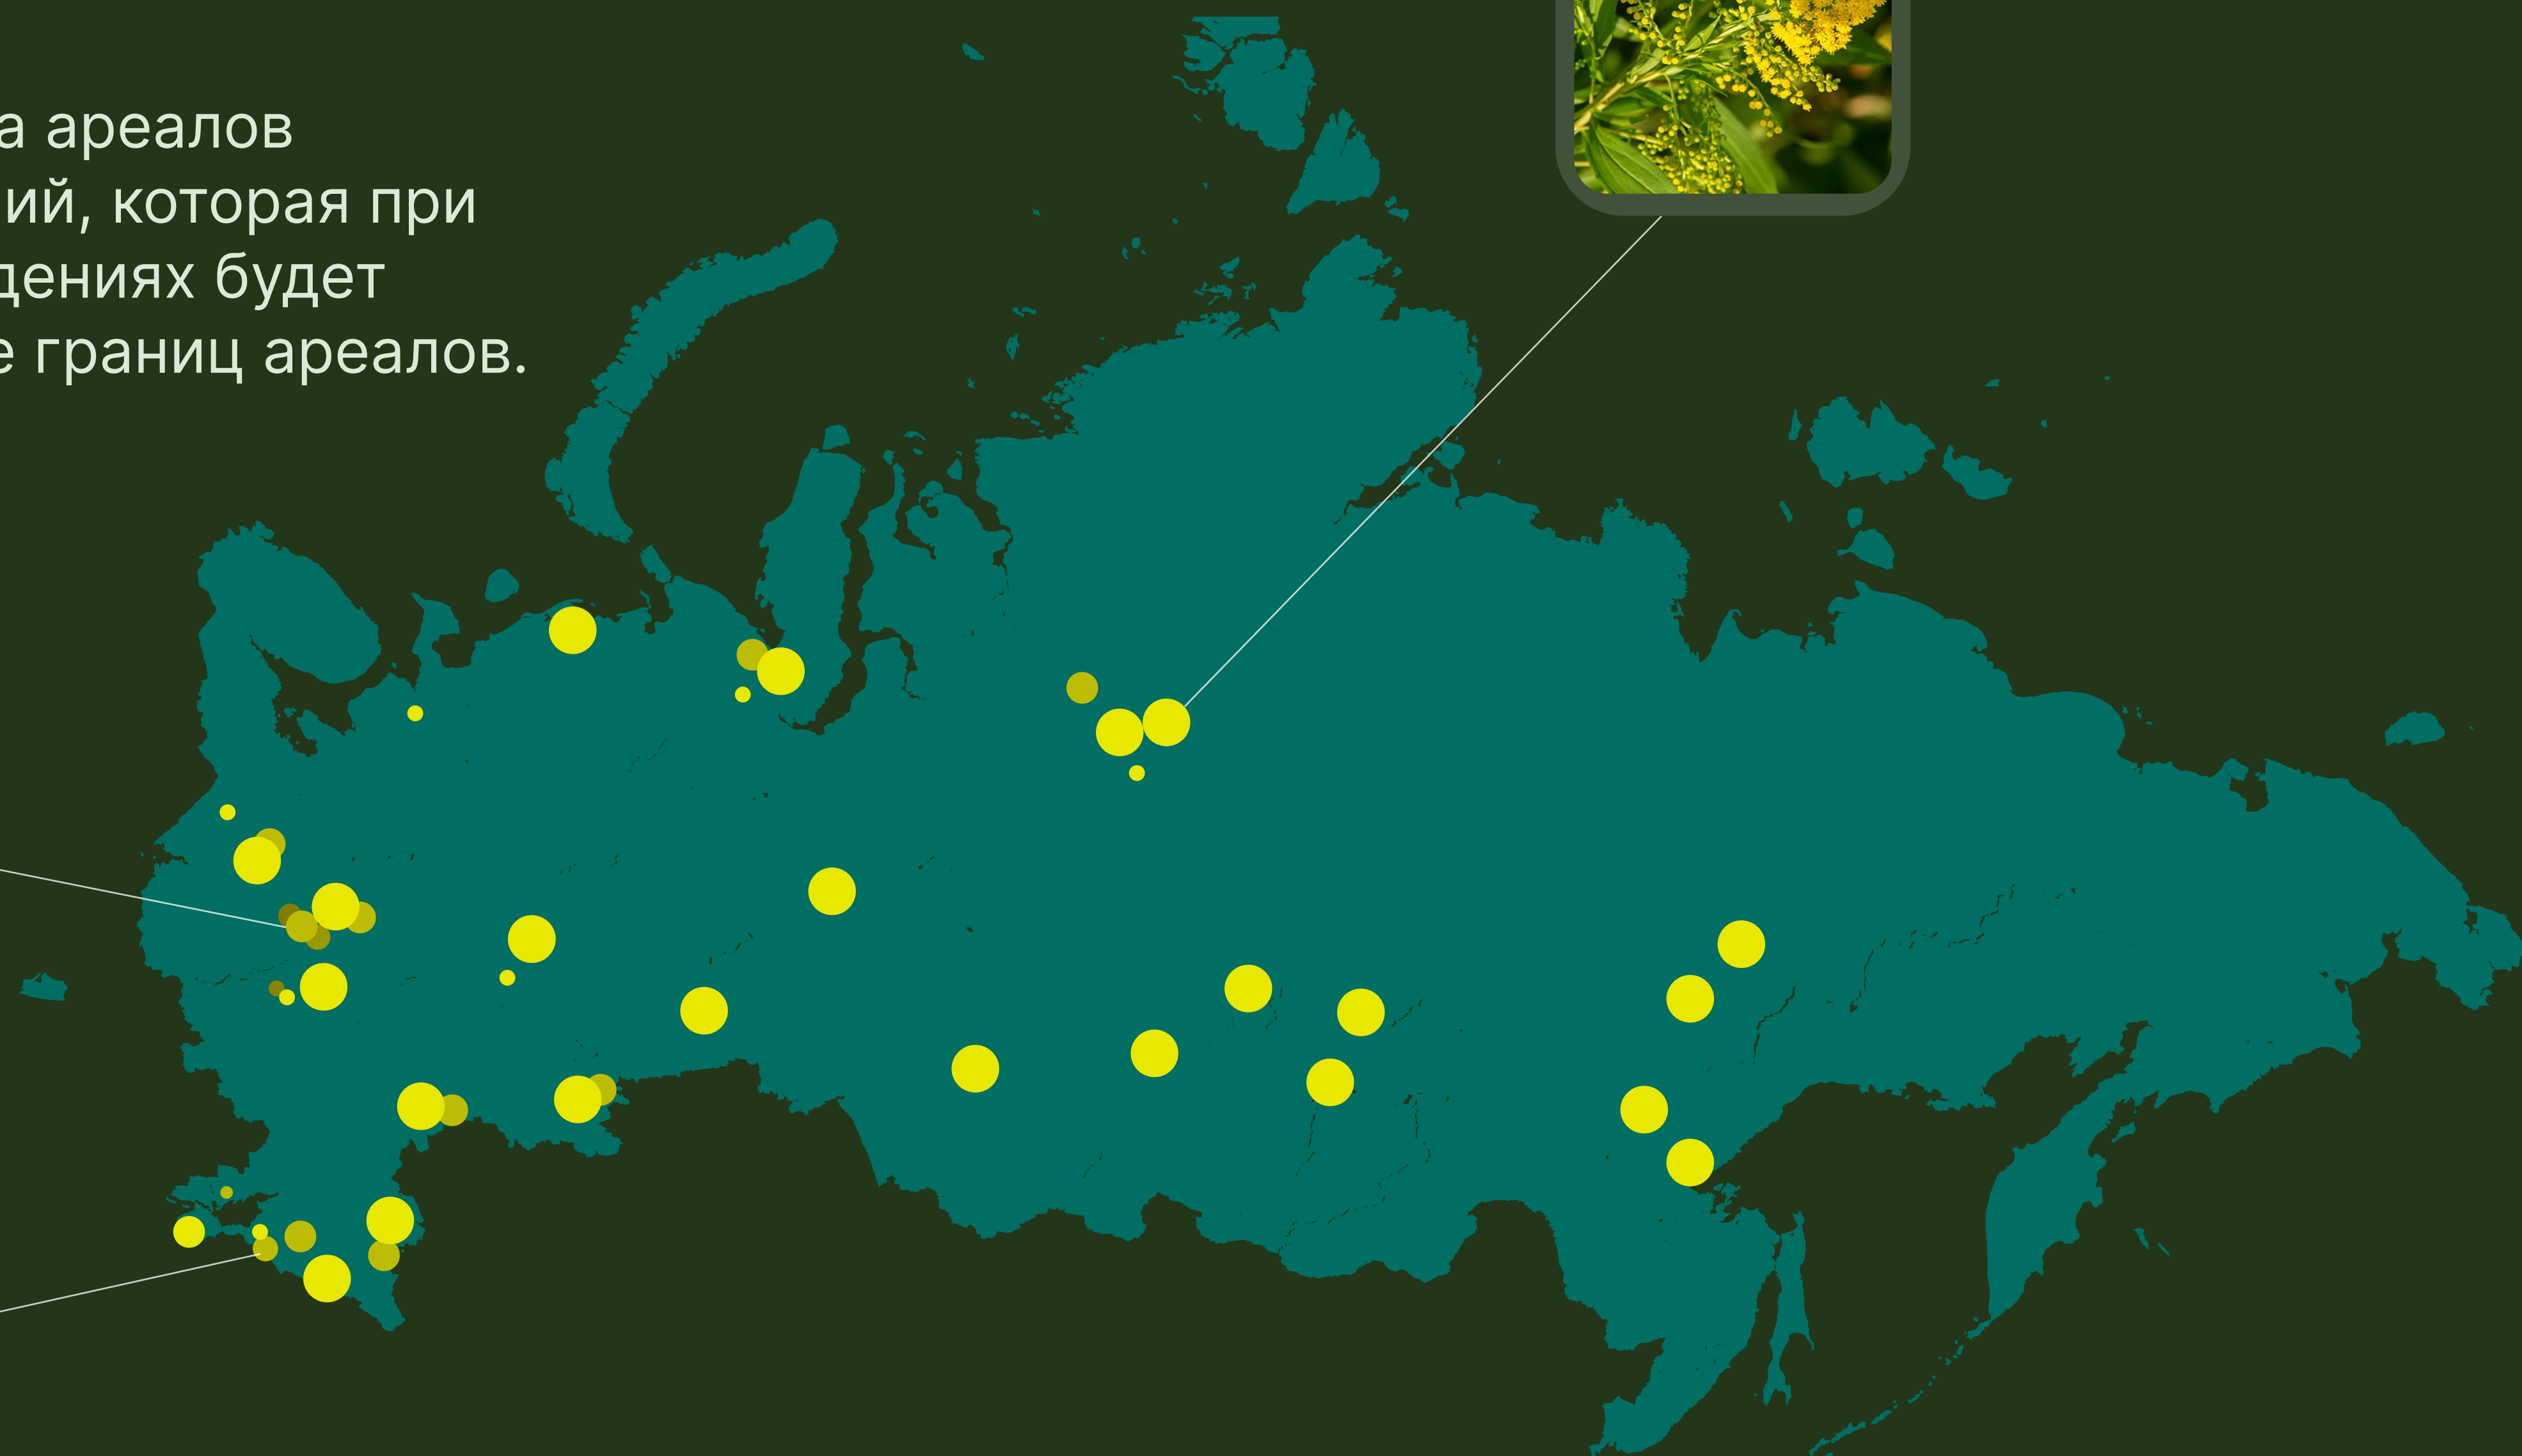 а ареалов
ий, которая при
дениях будет
е границ ареалов.